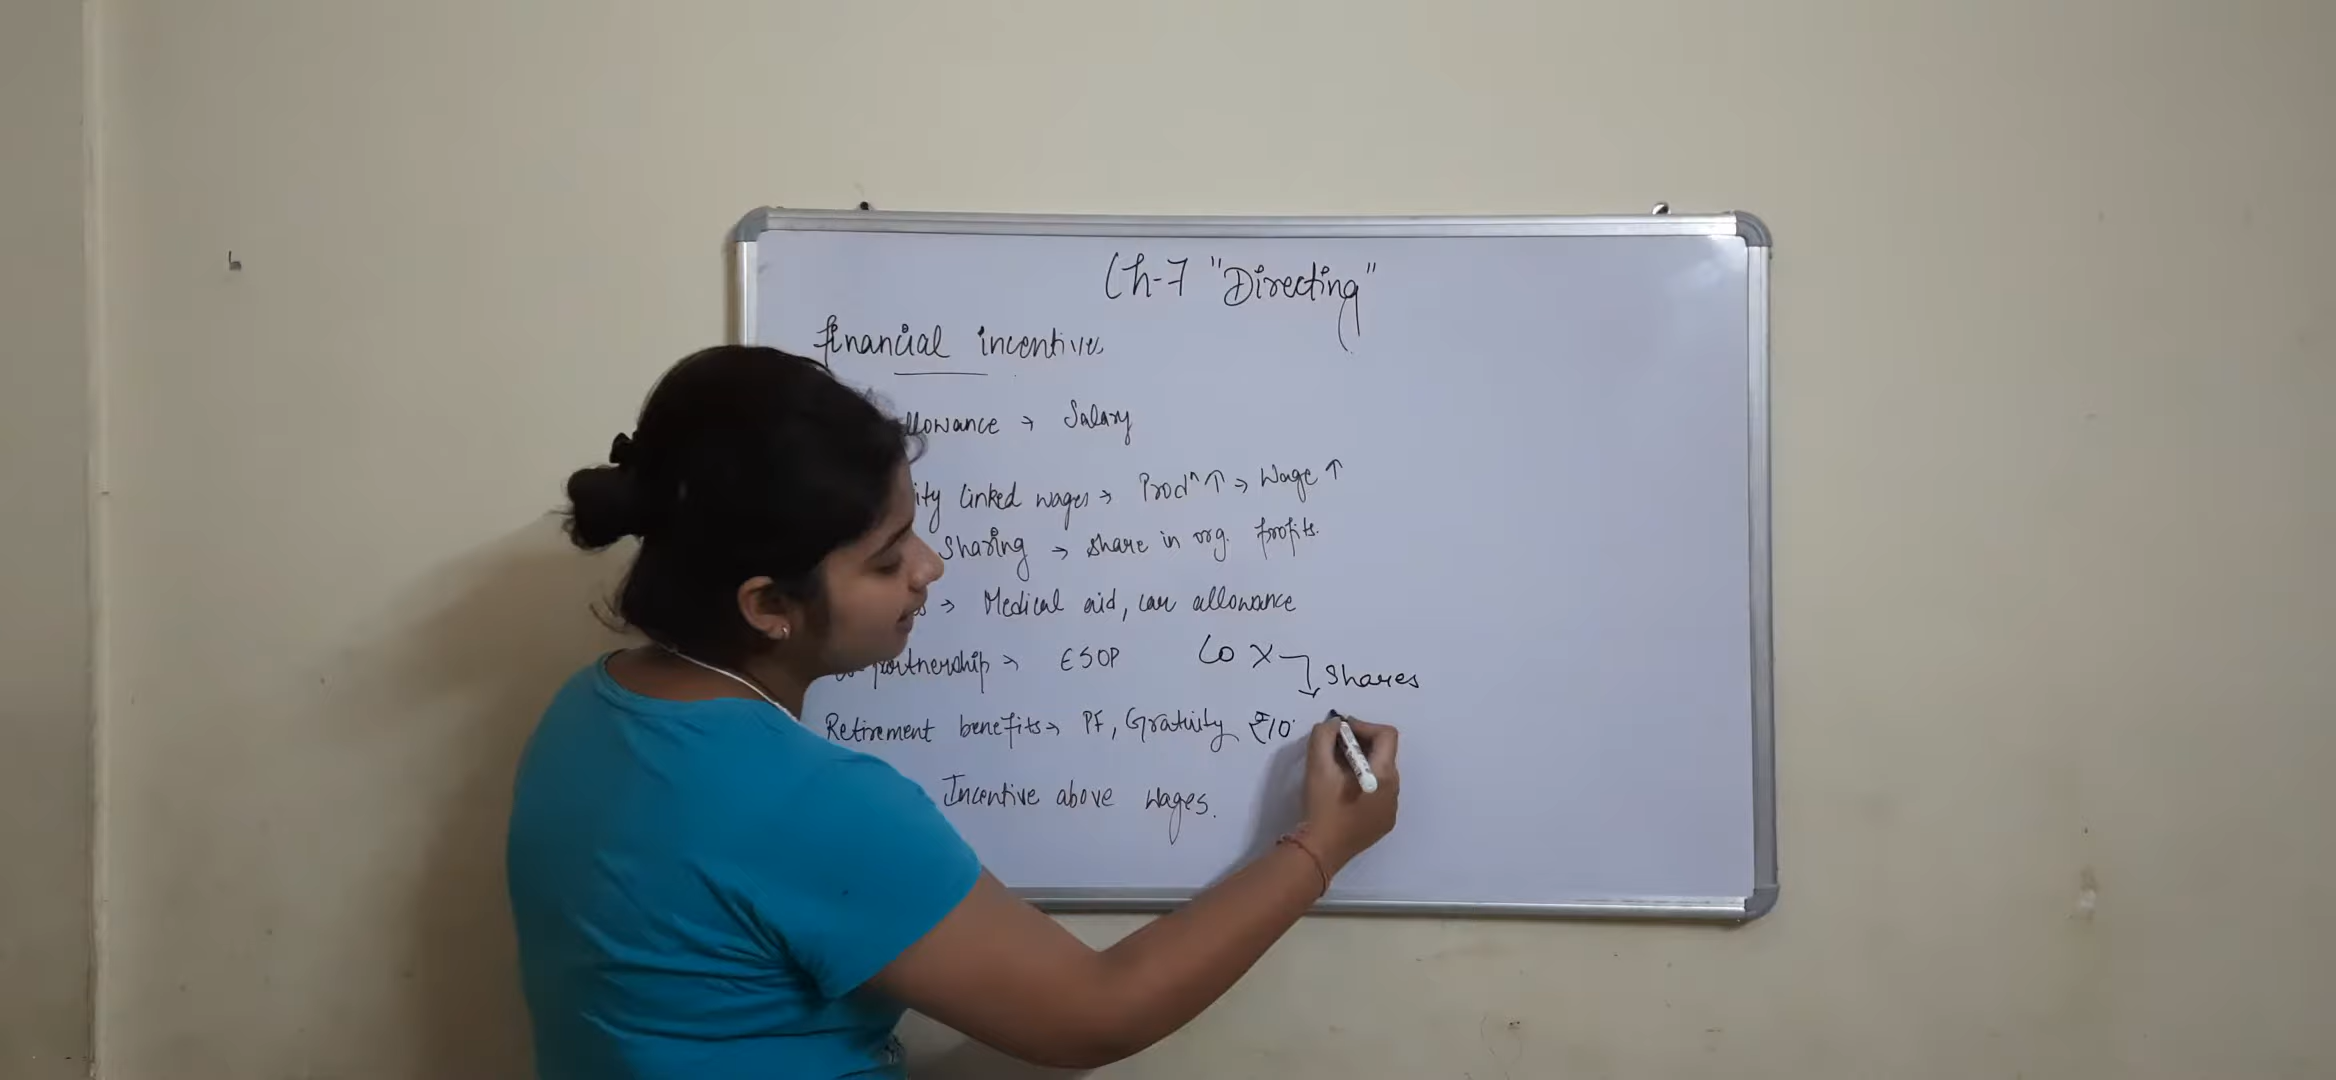 Ch-7 "Directing"
financial incentives
llowance → Salary
ity linked wages → Prodⁿ ↑ → Wage ↑
Sharing → share in org. profits.
→ Medical aid, car allowance
partnership → ESOP Co X
Shares
Retirement benefits → PF, Gratuity ₹10
Incentive above wages.